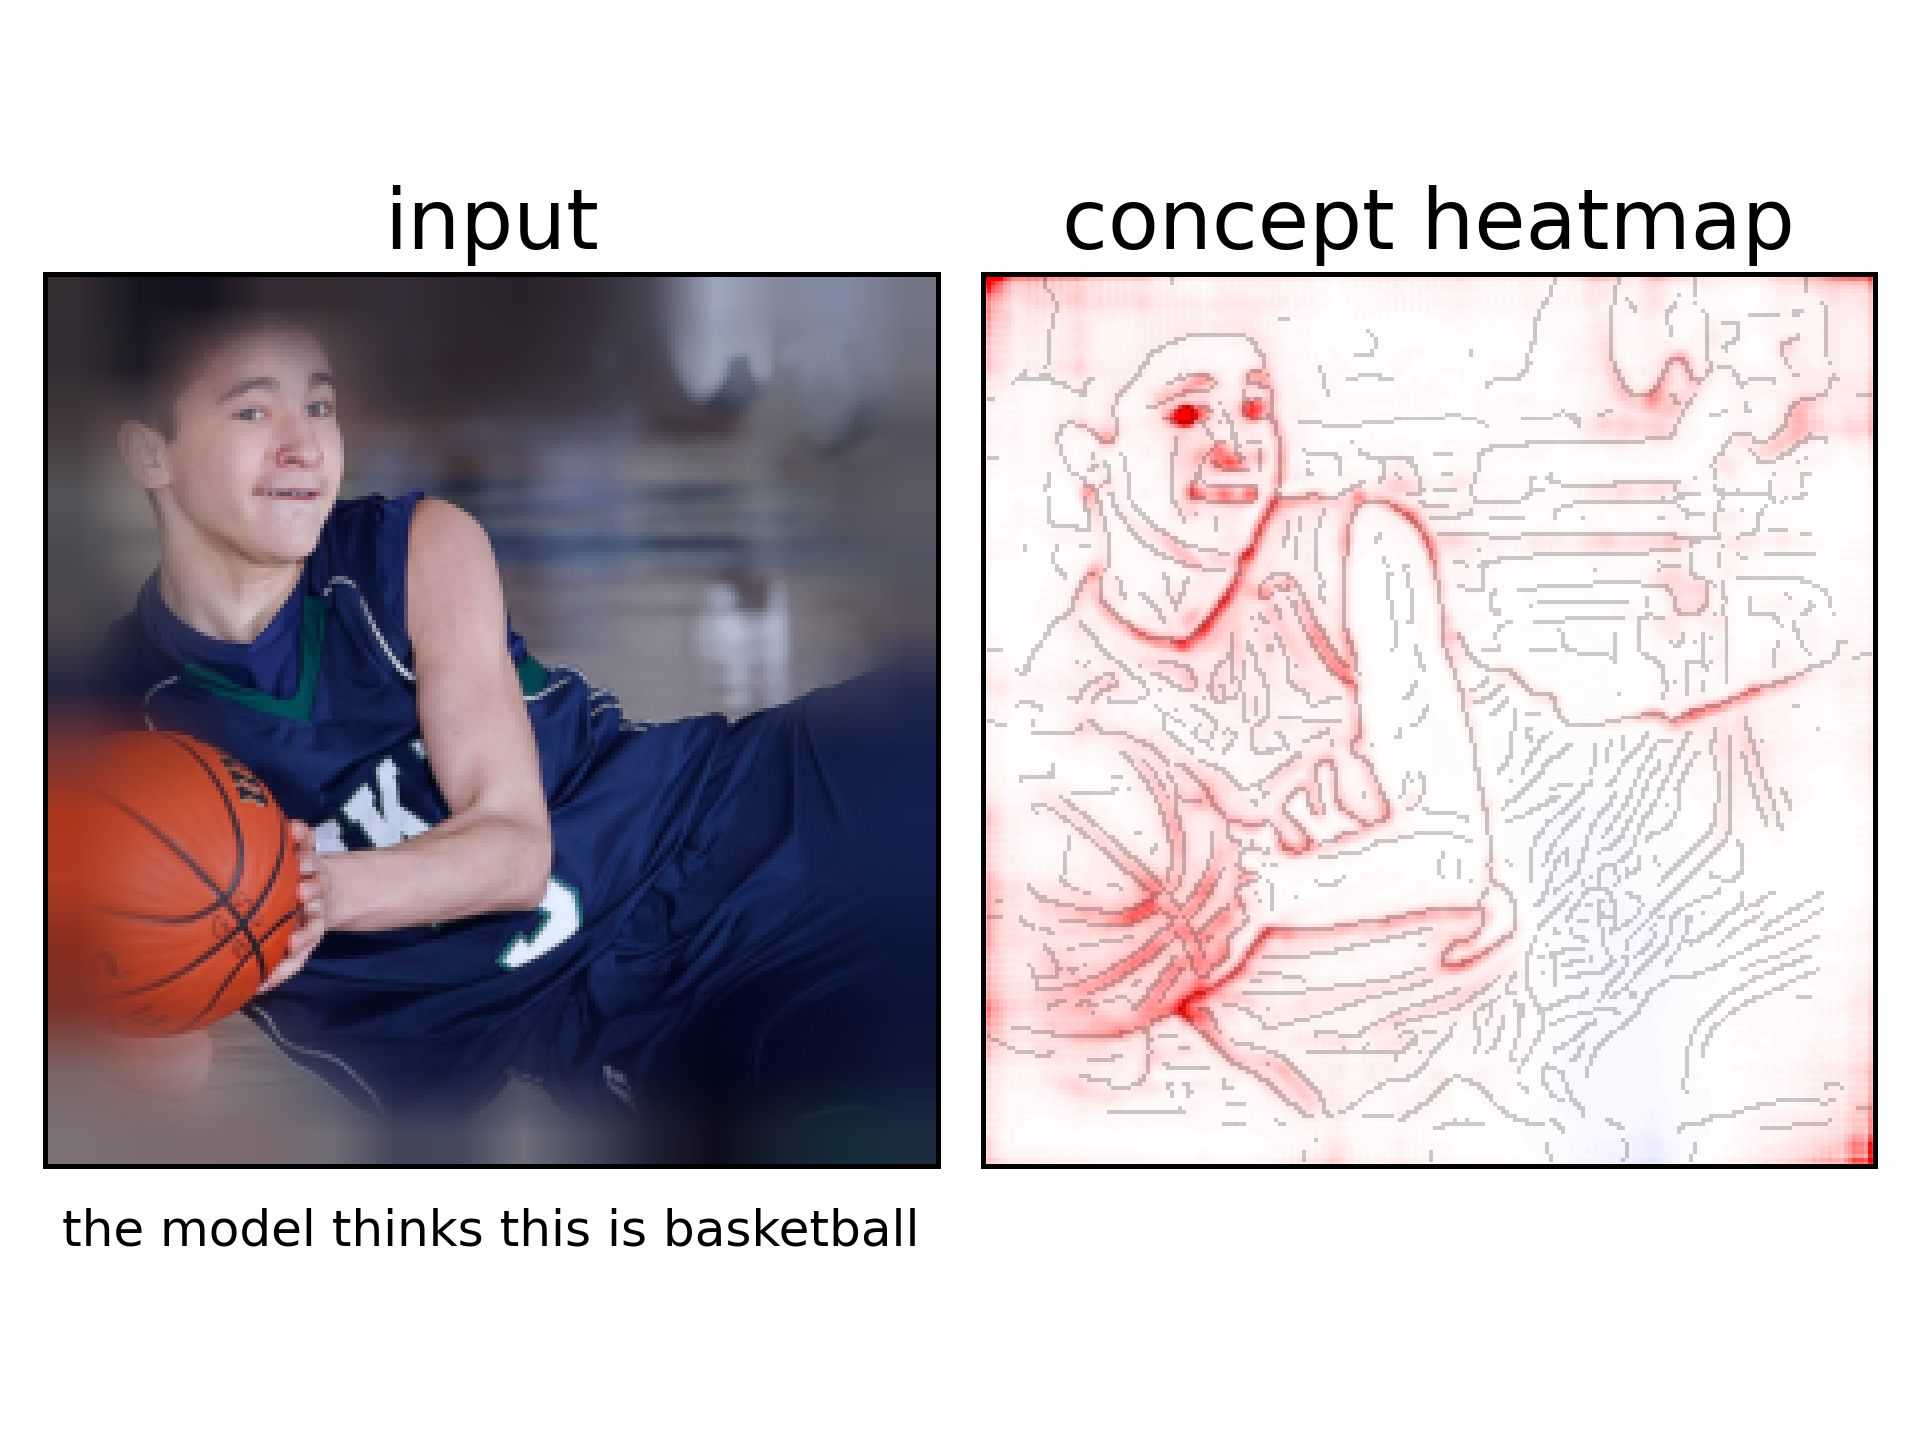 input
concept heatmap
the model thinks this is basketball